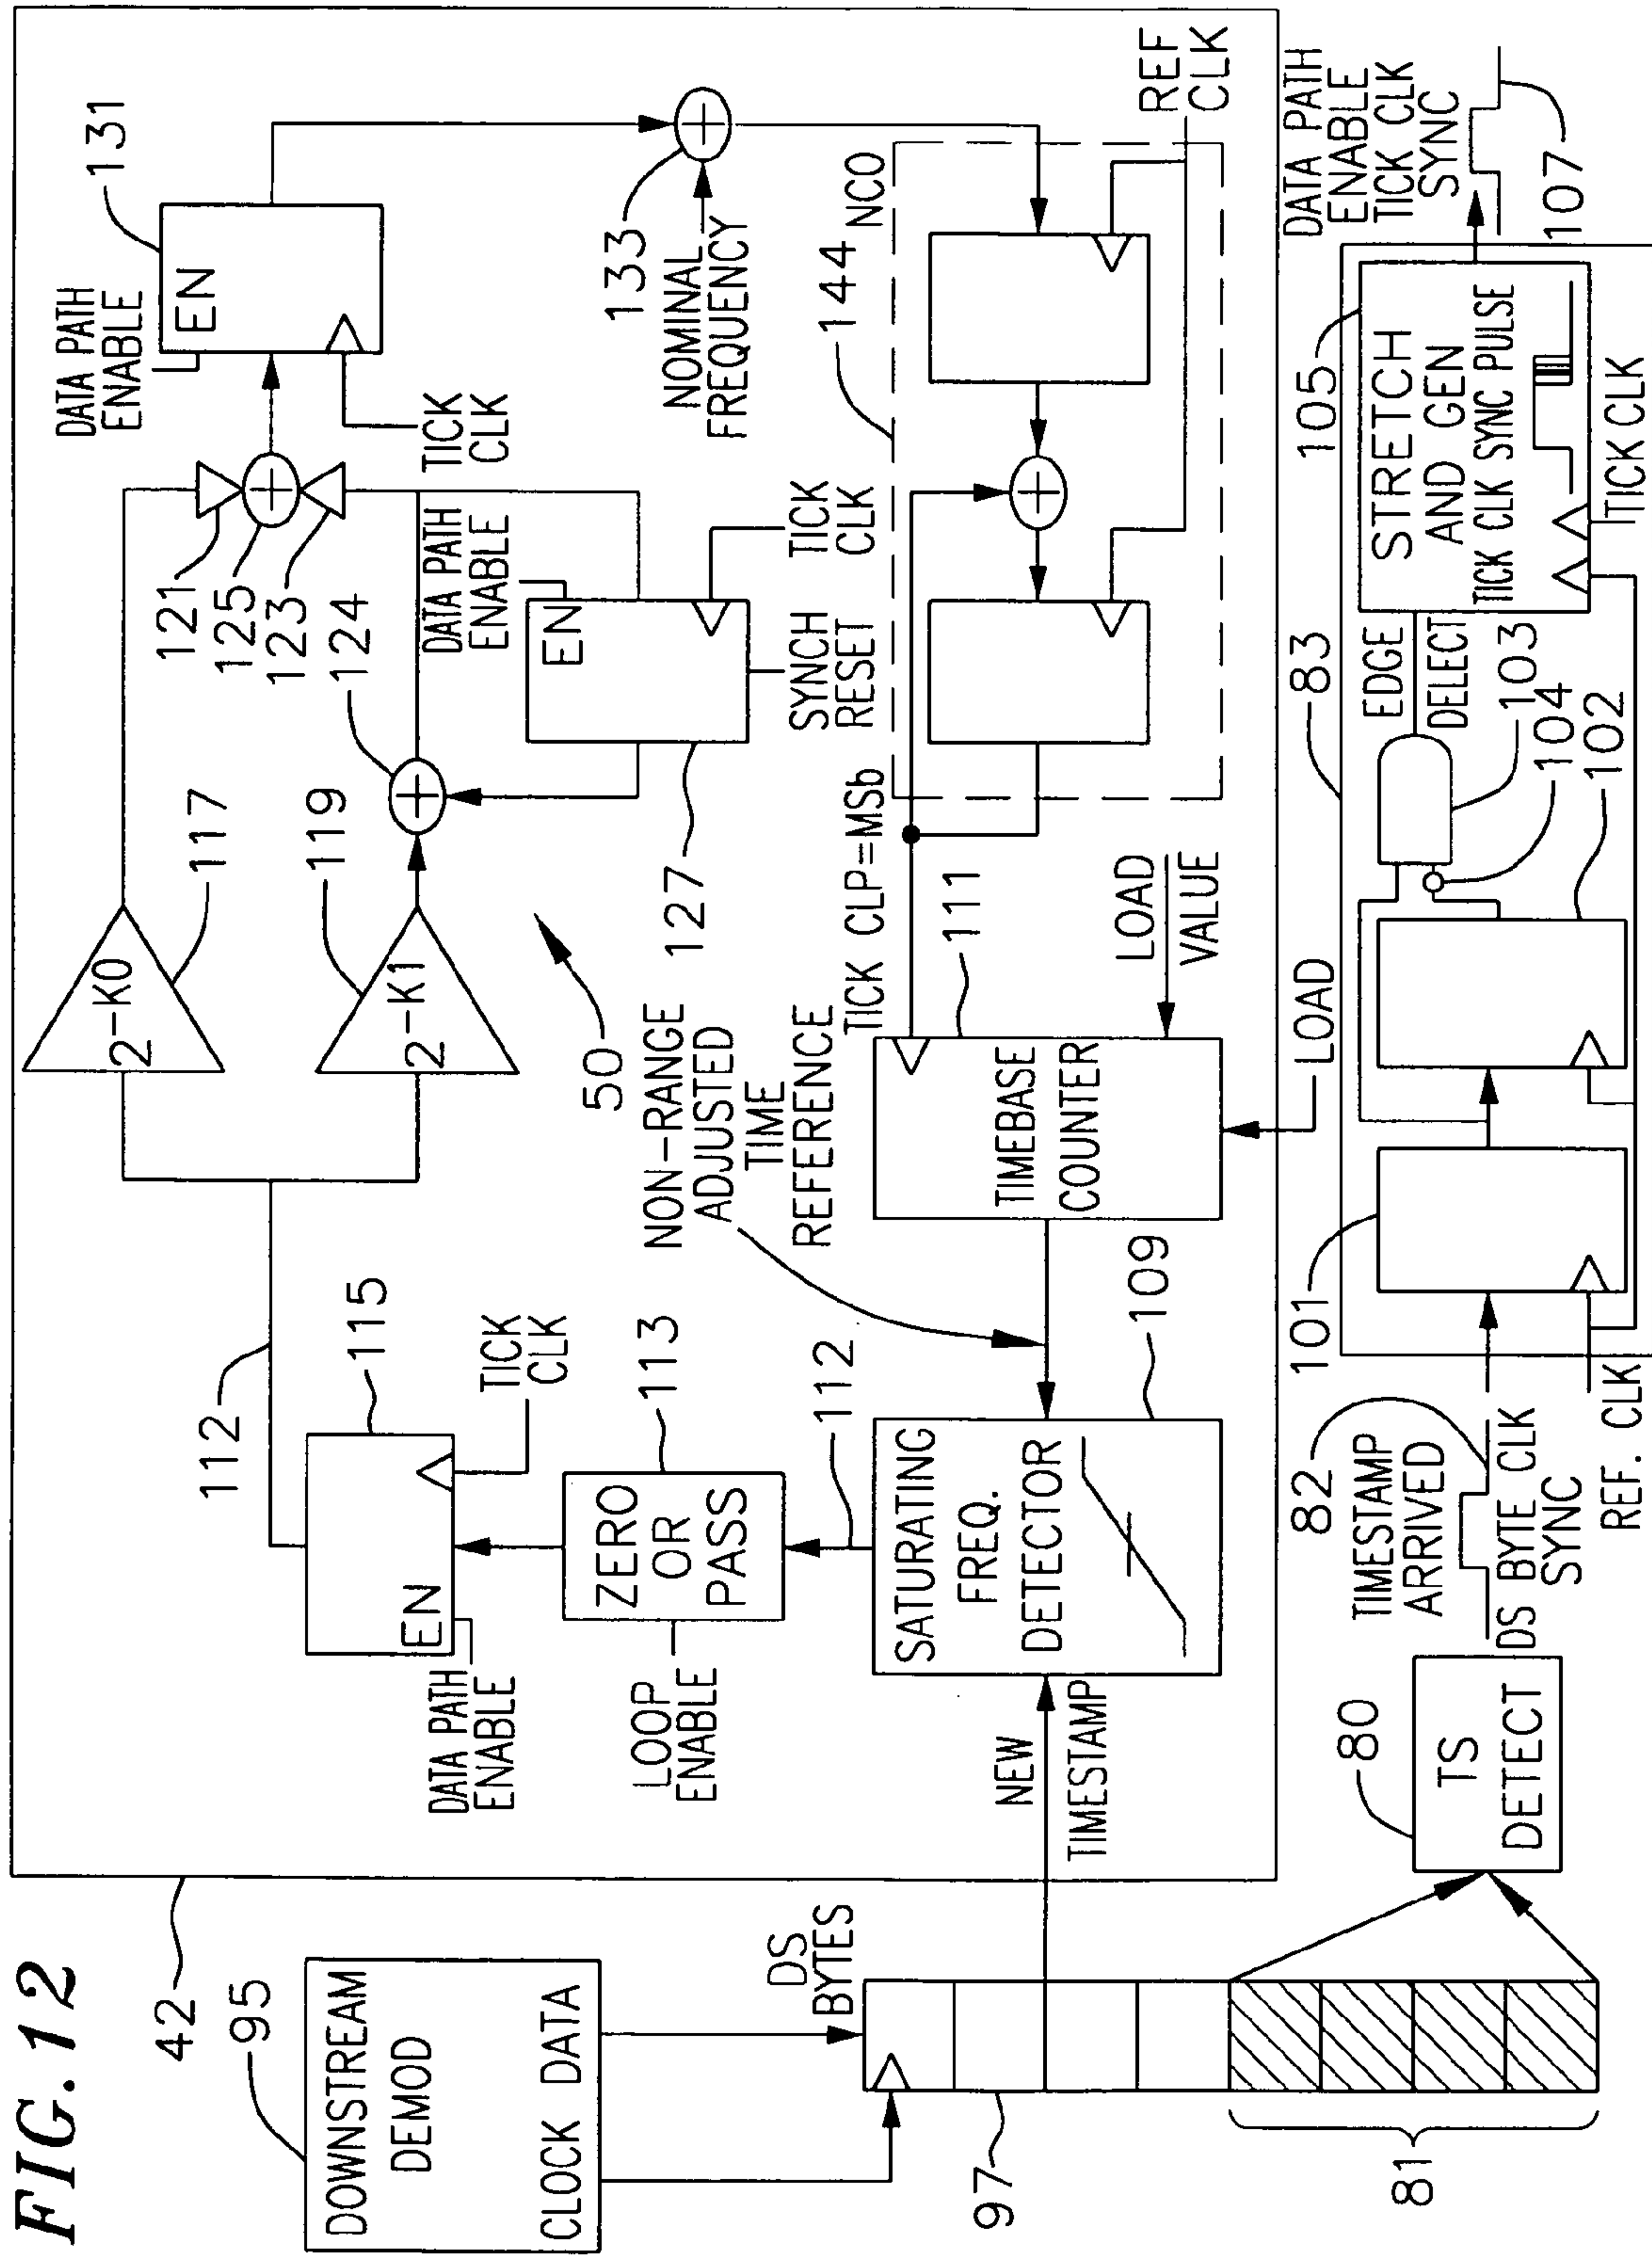 FIG.12
42
95
DOWNSTREAM
DEMOD
CLOCK DATA
DS
BYTES
97
81
80
TS
DETECT
NEW
TIMESTAMP
DATA PATH
ENABLE
EN
115
TICK
CLK
112
LOOP
ENABLE
ZERO
OR
PASS
113
112
SATURATING
FREQ.
DETECTOR
109
NON-RANGE
ADJUSTED
TIME
REFERENCE
50
2-K0
117
2-K1
119
124
121
125
123
DATA PATH
ENABLE
EN
127
SYNCH
RESET
TICK
CLK
DATA PATH
ENABLE
EN
131
TICK
CLK
133
NOMINAL
FREQUENCY
144
NCO
REF
CLK
TICK CLP=MSb
111
TIMEBASE
COUNTER
LOAD
VALUE
LOAD
83
82
TIMESTAMP
ARRIVED
DS BYTE CLK
SYNC
REF. CLK
101
102
104
103
EDGE
DELECT
105
STRETCH
AND GEN
TICK CLK SYNC PULSE
TICK CLK
DATA PATH
ENABLE
TICK CLK
SYNC
107